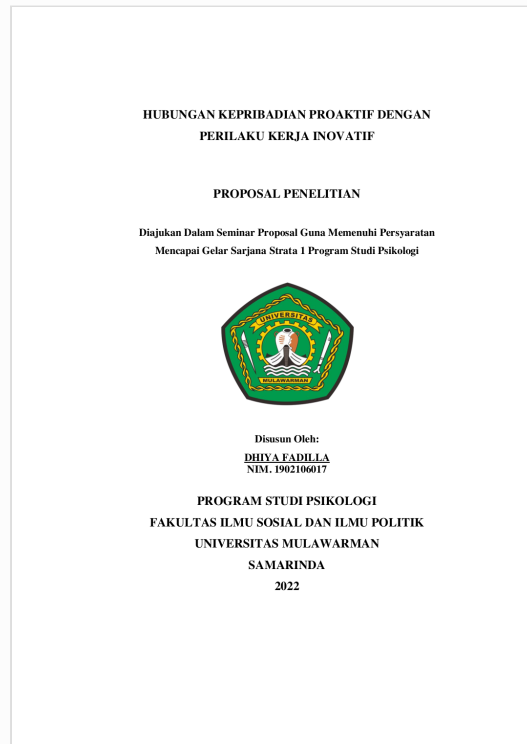 HUBUNGAN KEPRIBADIAN PROAKTIF DENGAN
PERILAKU KERJA INOVATIF
PROPOSAL PENELITIAN
Diajukan Dalam Seminar Proposal Guna Memenuhi Persyaratan
Mencapai Gelar Sarjana Strata 1 Program Studi Psikologi
UNIVERSITAS
MULAWARMAN
Disusun Oleh:
DHIYA FADILLA
NIM. 1902106017
PROGRAM STUDI PSIKOLOGI
FAKULTAS ILMU SOSIAL DAN ILMU POLITIK
UNIVERSITAS MULAWARMAN
SAMARINDA
2022